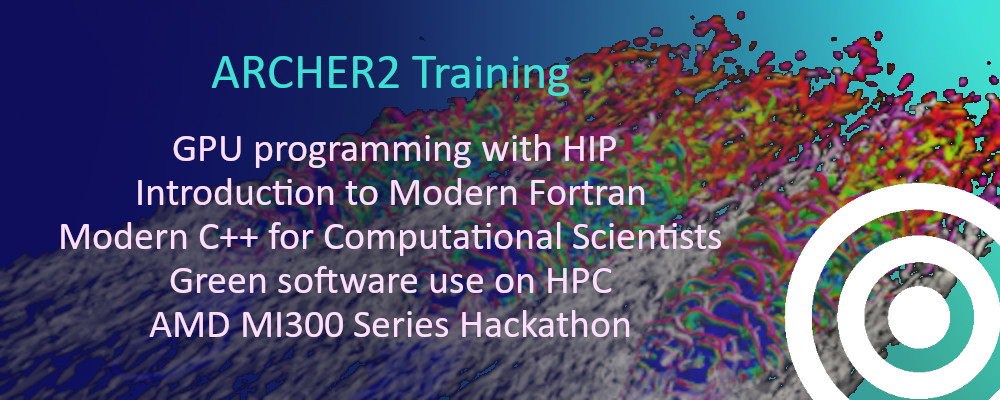 ARCHER2 Training
GPU programming with HIP
Introduction to Modern Fortran
Modern C++ for Computational Scientists
Green software use on HPC
AMD MI300 Series Hackathon